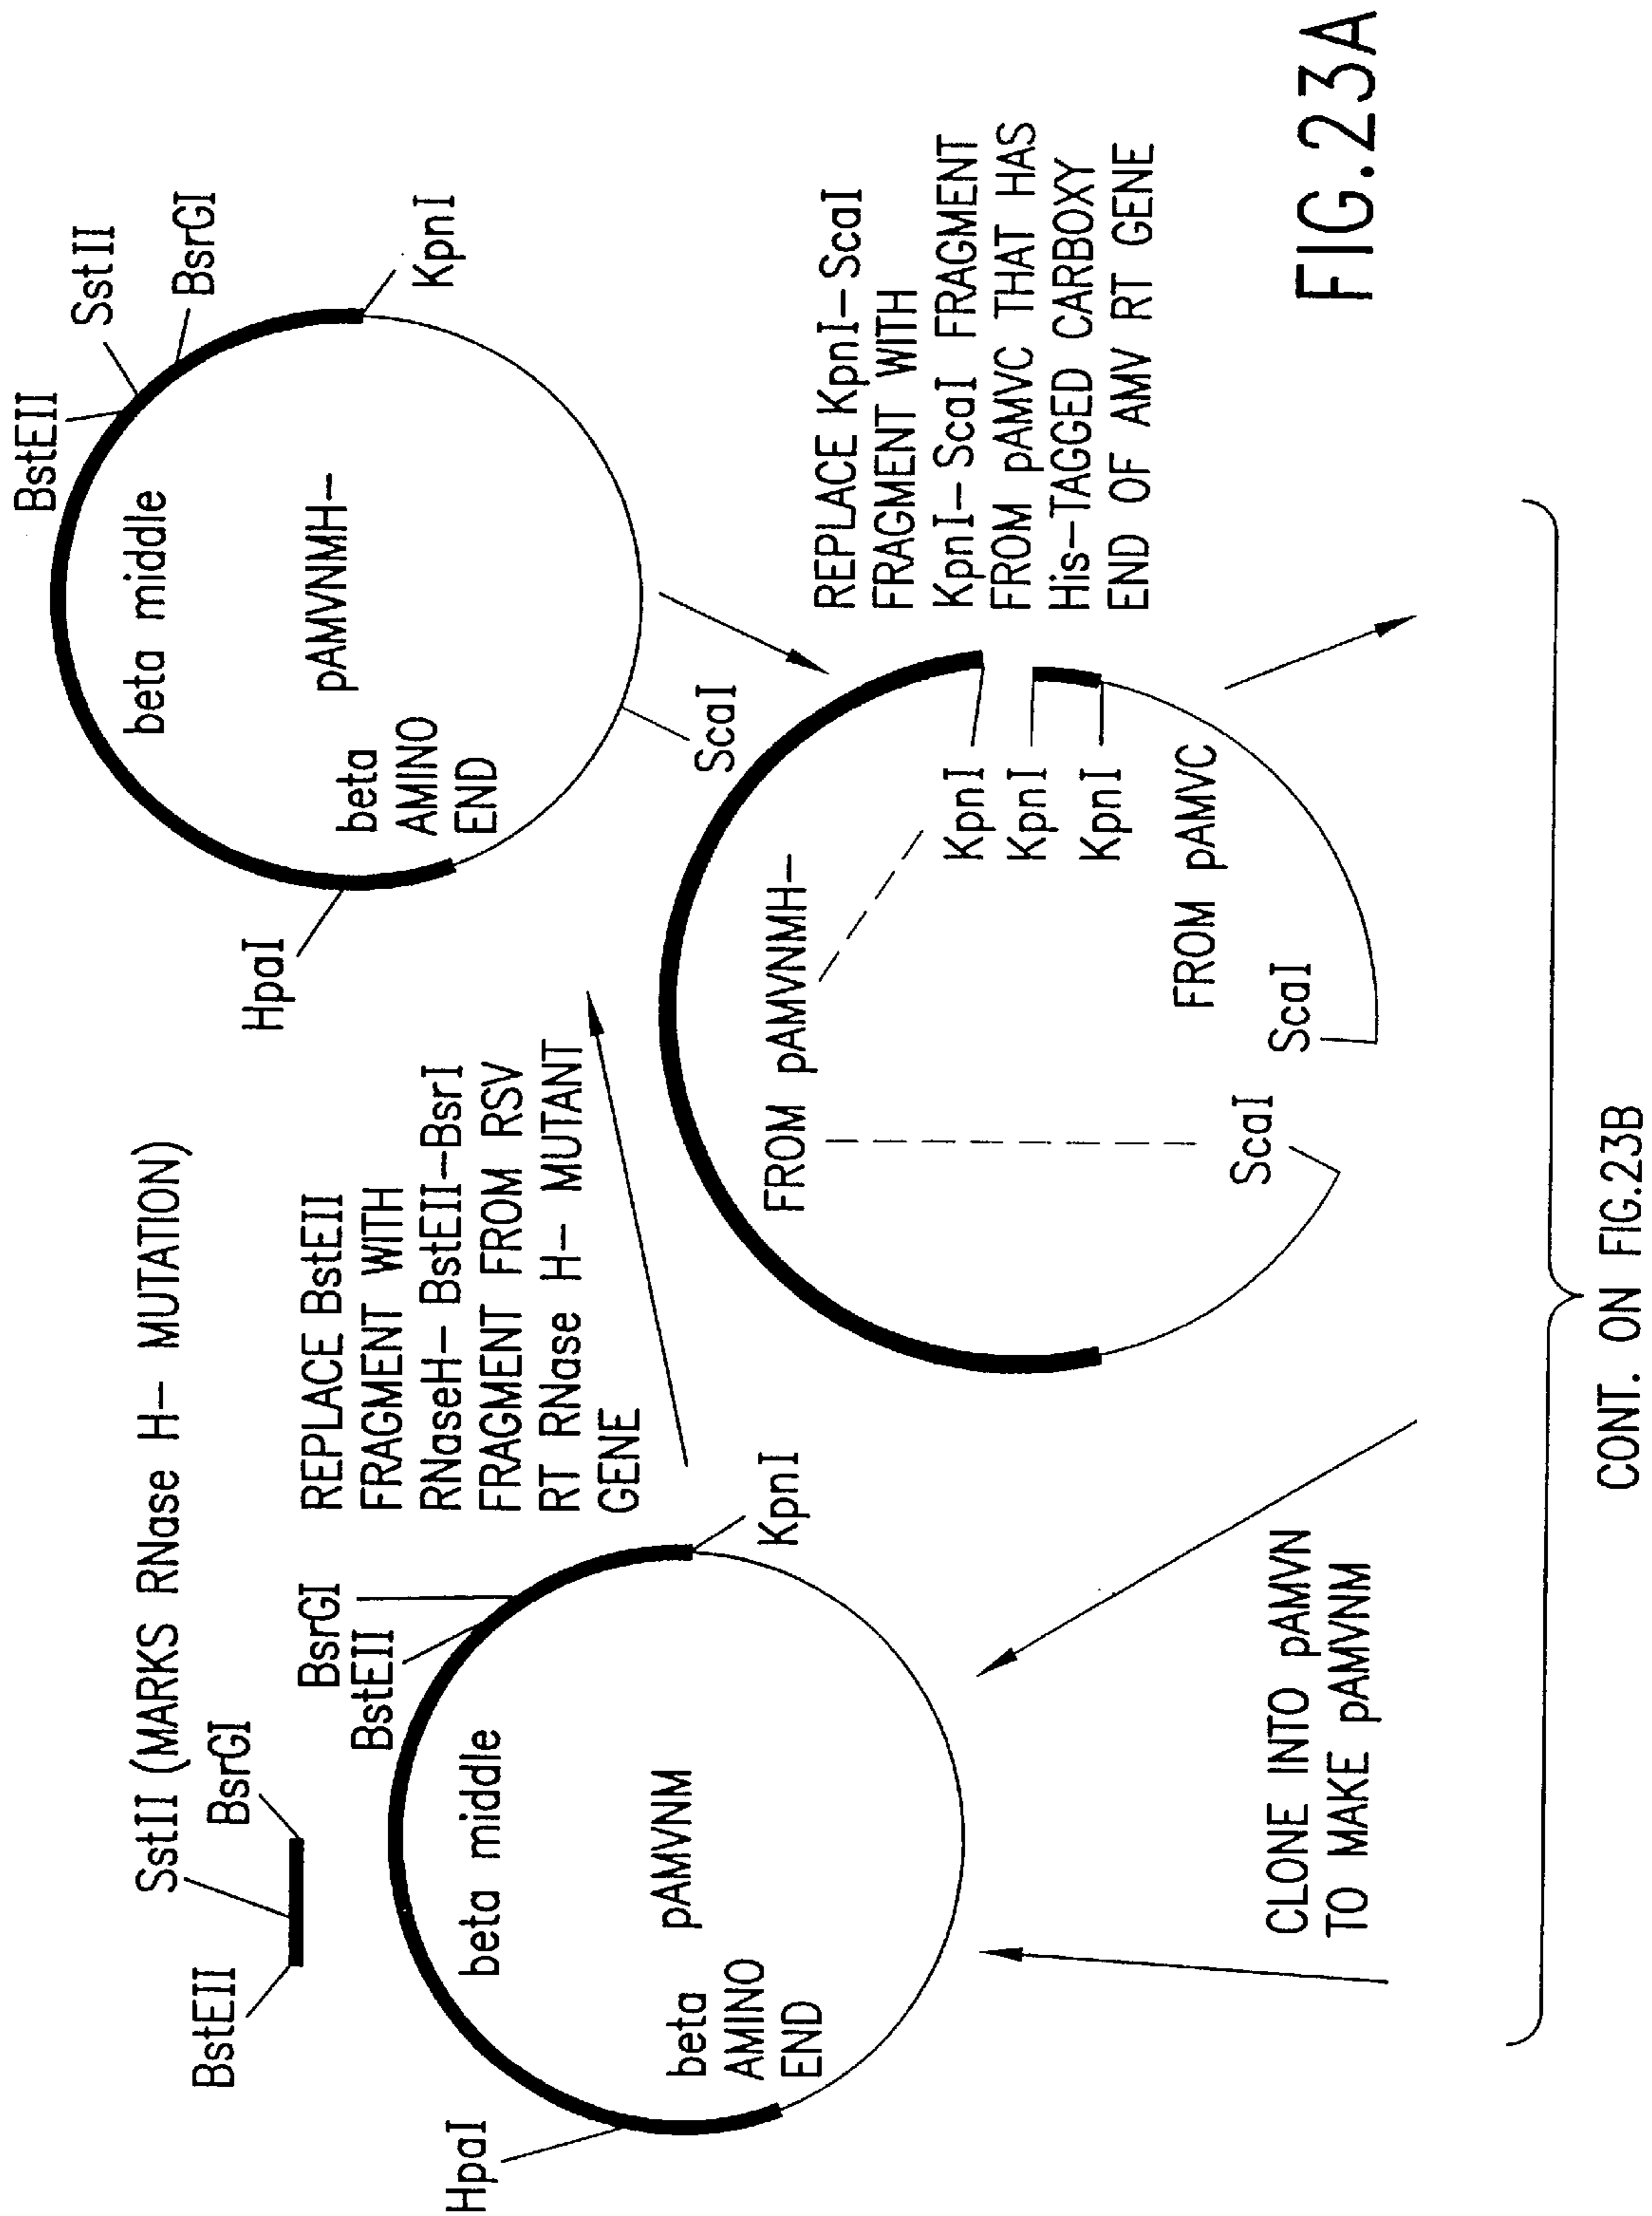 SstII (MARKS RNase H– MUTATION)
BstEII
BsrGI
HpaI
BsrGI
BstEII
KpnI
beta middle
pAMVNM
beta
AMINO
END
REPLACE BstEII
FRAGMENT WITH
RNaseH– BstEII–BsrI
FRAGMENT FROM RSV
RT RNase H– MUTANT
GENE
BstEII
SstII
BsrGI
KpnI
HpaI
ScaI
beta middle
pAMVNMH–
beta
AMINO
END
REPLACE KpnI–ScaI
FRAGMENT WITH
KpnI–ScaI FRAGMENT
FROM pAMVC THAT HAS
His–TAGGED CARBOXY
END OF AMV RT GENE
FROM pAMVNMH–
KpnI
KpnI
KpnI
FROM pAMVC
ScaI
ScaI
CLONE INTO pAMVN
TO MAKE pAMVNM
CONT. ON FIG.23B
FIG.23A